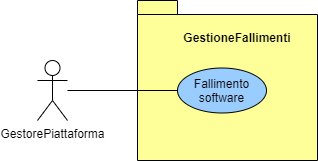 GestioneFallimenti
Fallimento
software
GestorePiattaforma